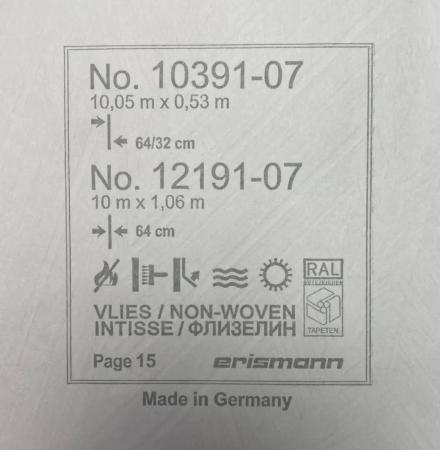 No. 10391-07
10,05 m x 0,53 m
64/32 cm
No. 12191-07
10 m x 1,06 m
64 cm
RAL
GÜTEZEICHEN
TAPETEN
VLIES / NON-WOVEN
INTISSE / ФЛИЗЕЛИН
Page 15
erismann
Made in Germany